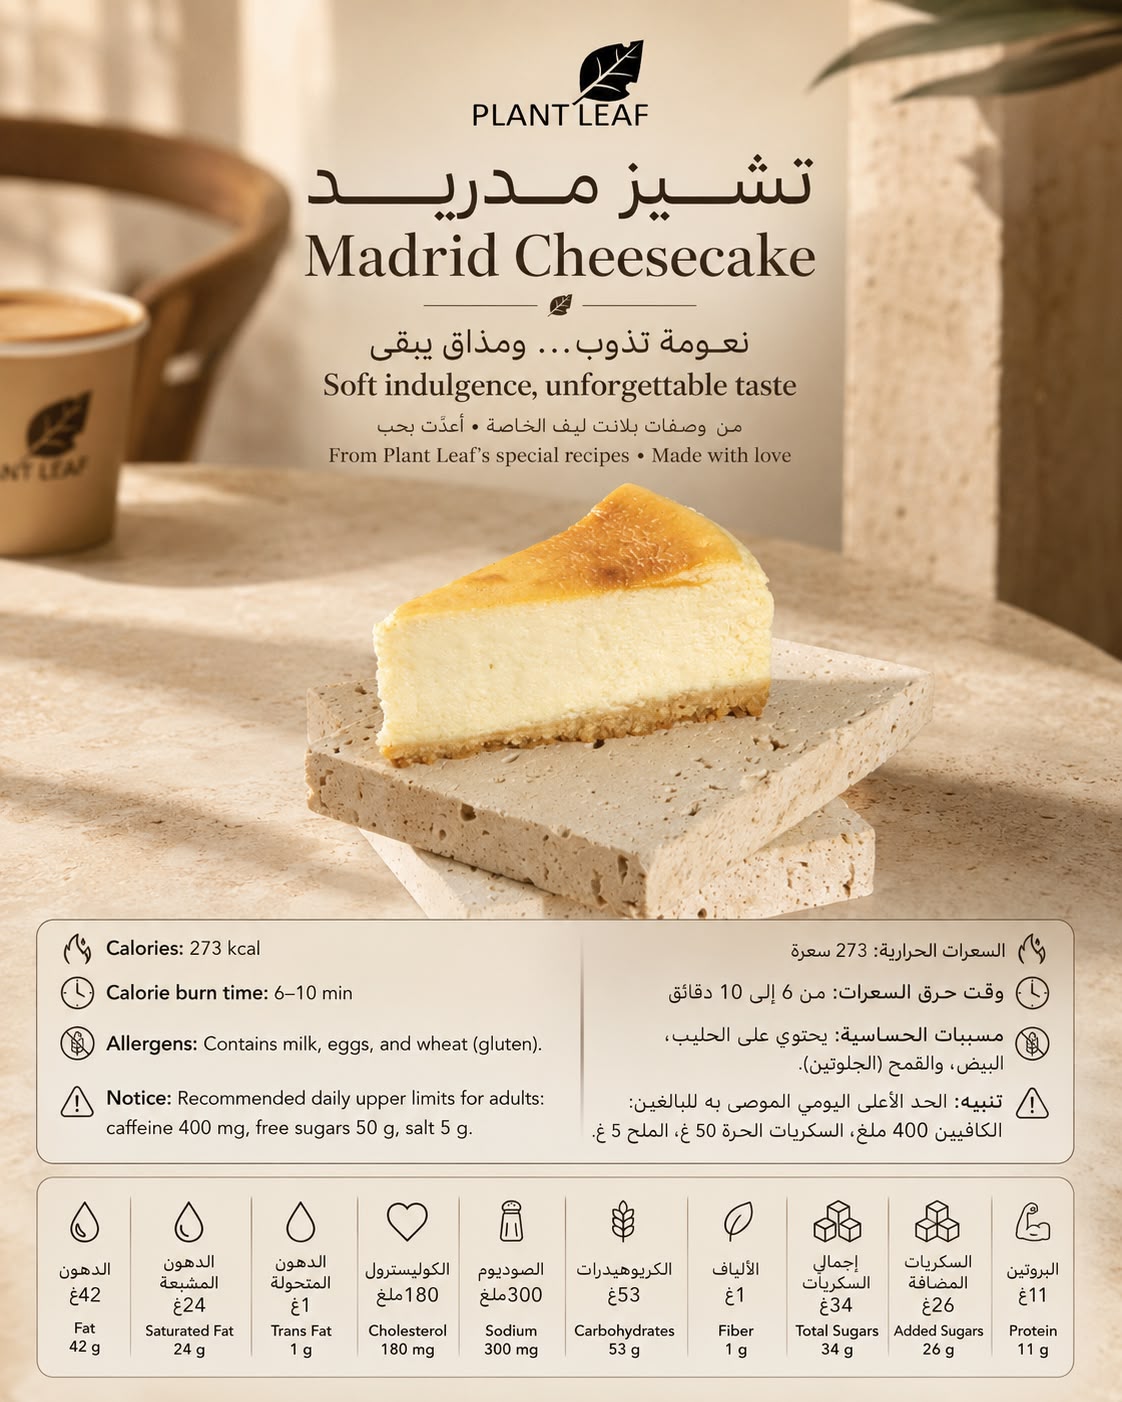 PLANT LEAF
تشيز مدريد
Madrid Cheesecake
نعومة تذوب... ومذاق يبقى
Soft indulgence, unforgettable taste
من وصفات بلانت ليف الخاصة • أعدَّت بحب
From Plant Leaf’s special recipes • Made with love
NT LEAF
Calories: 273 kcal
Calorie burn time: 6–10 min
Allergens: Contains milk, eggs, and wheat (gluten).
Notice: Recommended daily upper limits for adults:
caffeine 400 mg, free sugars 50 g, salt 5 g.
السعرات الحرارية: 273 سعرة
وقت حرق السعرات: من 6 إلى 10 دقائق
مسببات الحساسية: يحتوي على الحليب،
البيض، والقمح (الجلوتين).
تنبيه: الحد الأعلى اليومي الموصى به للبالغين:
الكافيين 400 ملغ، السكريات الحرة 50 غ، الملح 5 غ.
الدهون
42غ
Fat
42 g
الدهون
المشبعة
24غ
Saturated Fat
24 g
الدهون
المتحولة
1غ
Trans Fat
1 g
الكوليسترول
180ملغ
Cholesterol
180 mg
الصوديوم
300ملغ
Sodium
300 mg
الكربوهيدرات
53غ
Carbohydrates
53 g
الألياف
1غ
Fiber
1 g
إجمالي
السكريات
34غ
Total Sugars
34 g
السكريات
المضافة
26غ
Added Sugars
26 g
البروتين
11غ
Protein
11 g